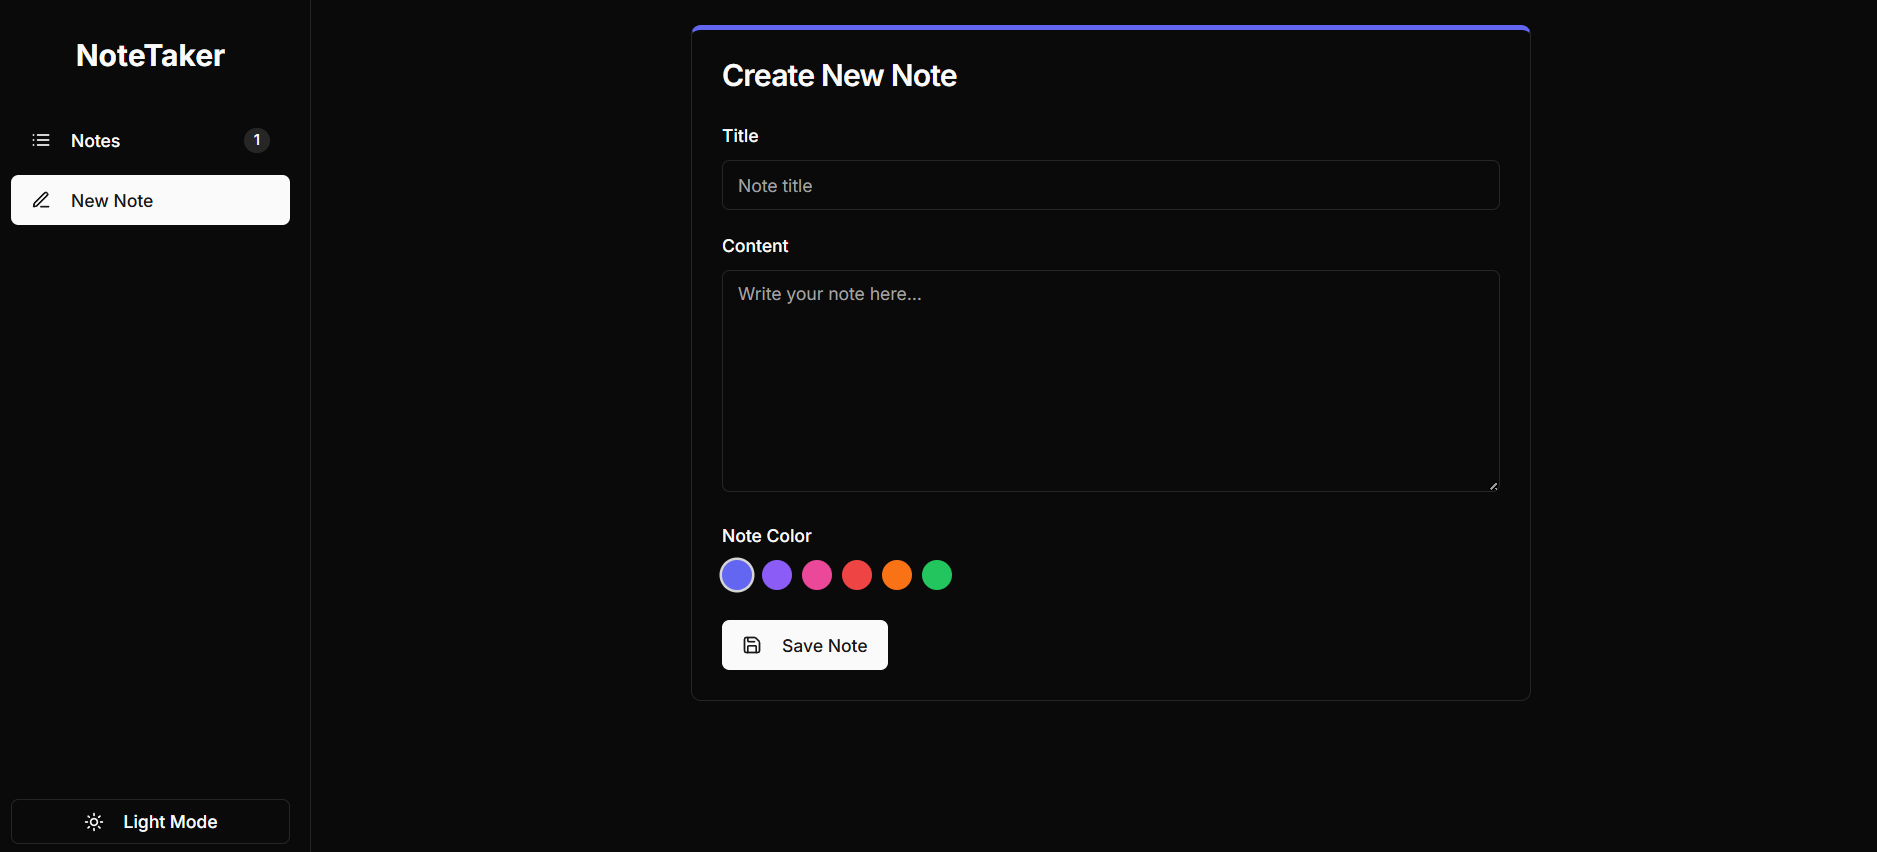 NoteTaker
Notes
1
New Note
Light Mode
Create New Note
Title
Note title
Content
Write your note here...
Note Color
Save Note